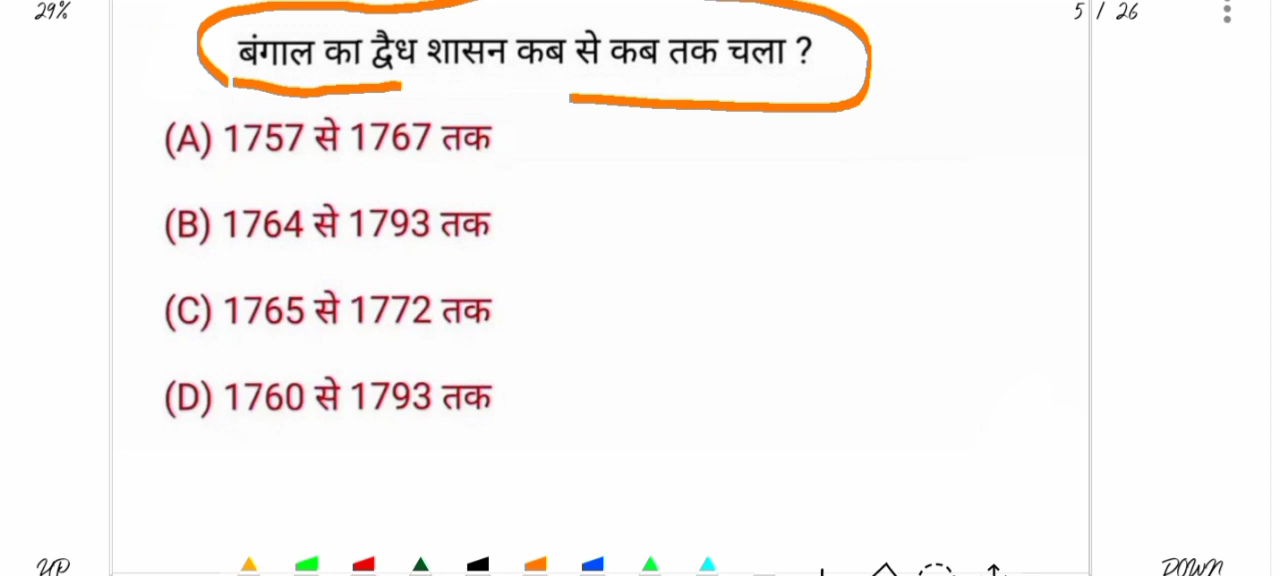 29%
5 / 26
बंगाल का द्वैध शासन कब से कब तक चला ?
(A) 1757 से 1767 तक
(B) 1764 से 1793 तक
(C) 1765 से 1772 तक
(D) 1760 से 1793 तक
UP
DOWN